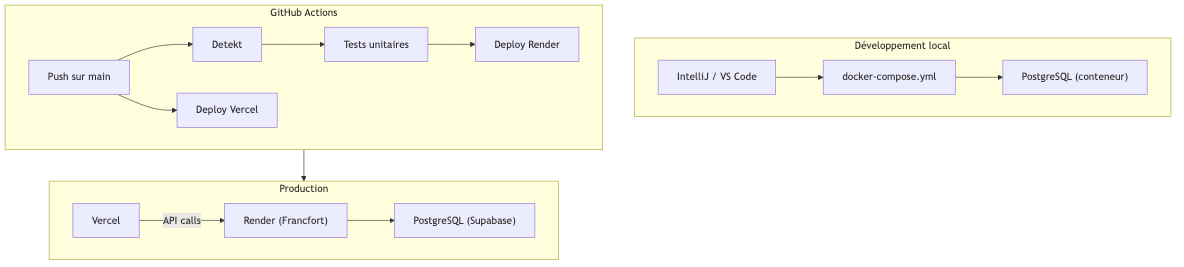 GitHub Actions
Push sur main
Detekt
Tests unitaires
Deploy Render
Deploy Vercel
Développement local
IntelliJ / VS Code
docker-compose.yml
PostgreSQL (conteneur)
Production
Vercel
API calls
Render (Francfort)
PostgreSQL (Supabase)